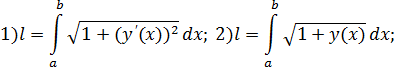 1) l = ∫_a^b √(1 + (y′(x))²) dx; 2) l = ∫_a^b √(1 + y(x)) dx;